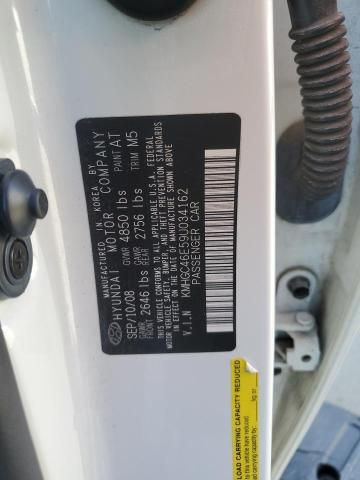 MANUFACTURED IN KOREA BY
HYUNDAI MOTOR COMPANY
SEP/10/08 GVWR 4850 lbs PAINT AT
GAWR FRONT 2646 lbs GAWR REAR 2756 lbs TRIM M5
THIS VEHICLE CONFORMS TO ALL APPLICABLE U.S.A. FEDERAL
MOTOR VEHICLE SAFETY, BUMPER, AND THEFT PREVENTION STANDARDS
IN EFFECT ON THE DATE OF MANUFACTURE SHOWN ABOVE
V.I.N KMHGC46E59U034162
PASSENGER CAR
LOAD CARRYING CAPACITY REDUCED